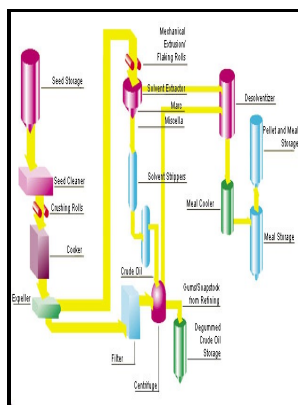 Mechanical
Extrusion/
Flaking Rolls
Seed Storage
Solvent Extractor
Marc
Miscella
Desolventizer
Pellet and Meal
Storage
Solvent Strippers
Seed Cleaner
Crushing Rolls
Cooker
Meal Cooler
Meal Storage
Crude Oil
Expeller
Gums/Soapstock
from Refining
Degummed
Crude Oil
Storage
Filter
Centrifuge